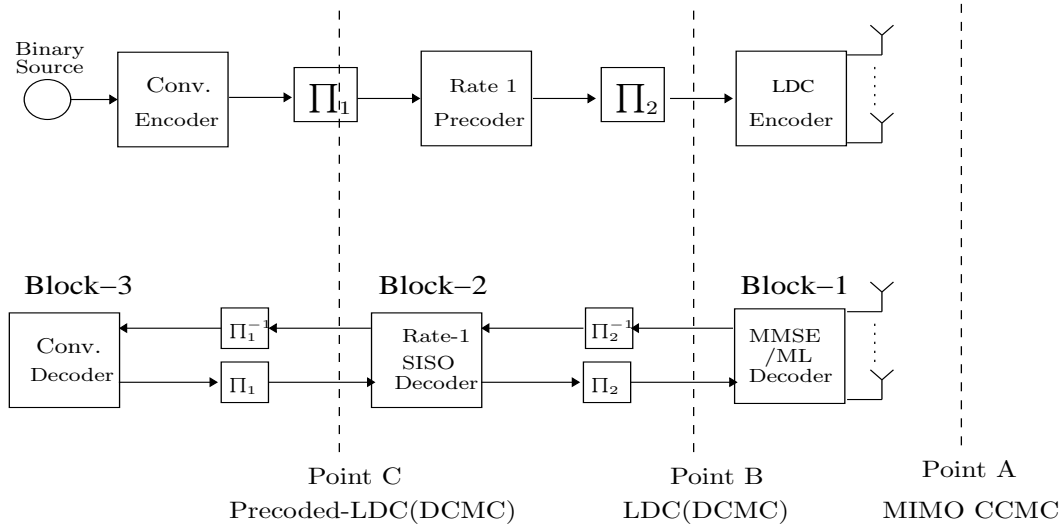 Binary
Source
Conv.
Encoder
∏1
Rate 1
Precoder
∏2
LDC
Encoder
Block–3
Block–2
Block–1
Conv.
Decoder
Π1⁻¹
Π1
Rate-1
SISO
Decoder
Π2⁻¹
Π2
MMSE
/ML
Decoder
Point C
Precoded-LDC(DCMC)
Point B
LDC(DCMC)
Point A
MIMO CCMC